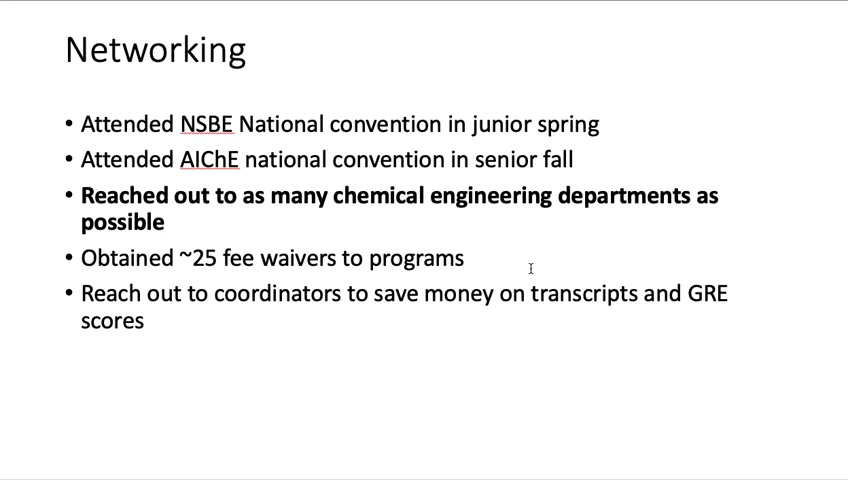 Networking
• Attended NSBE National convention in junior spring
• Attended AIChE national convention in senior fall
• Reached out to as many chemical engineering departments as
possible
• Obtained ~25 fee waivers to programs
• Reach out to coordinators to save money on transcripts and GRE
scores